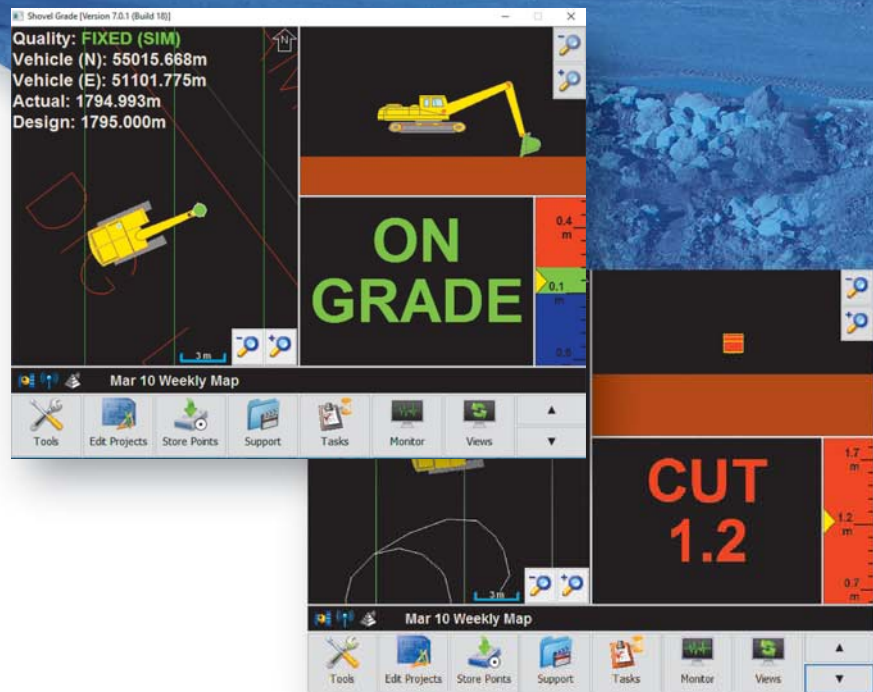 Shovel Grade [Version 7.0.1 (Build 18)]
Quality: FIXED (SIM)
Vehicle (N): 55015.668m
Vehicle (E): 51101.775m
Actual: 1794.993m
Design: 1795.000m
N
ON
GRADE
0.4
m
0.1
m
0.5
3 m
Mar 10 Weekly Map
Tools
Edit Projects
Store Points
Support
Tasks
Monitor
Views
CUT
1.2
1.7
m
1.2
m
0.7
m
3 m
Mar 10 Weekly Map
Tools
Edit Projects
Store Points
Support
Tasks
Monitor
Views